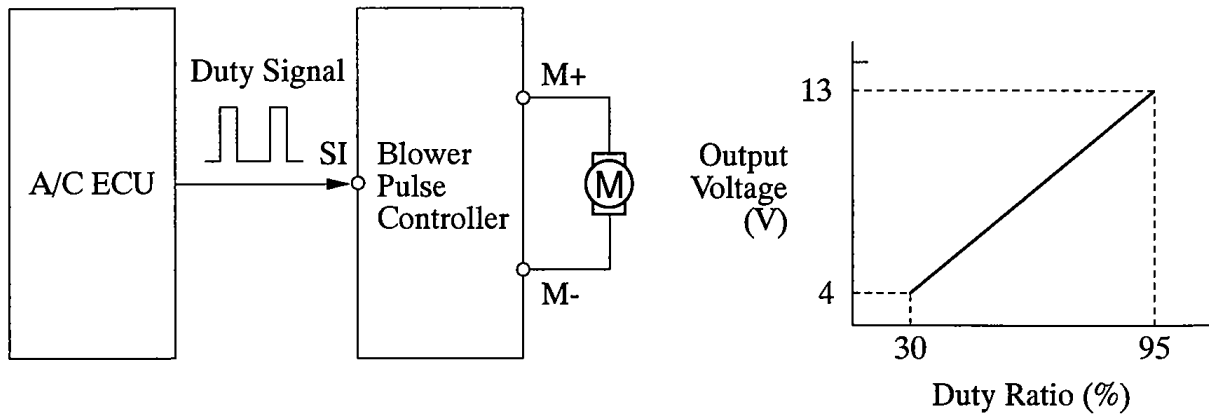 A/C ECU
Duty Signal
SI
Blower
Pulse
Controller
M+
M
M-
Output
Voltage
(V)
13
4
30
95
Duty Ratio (%)